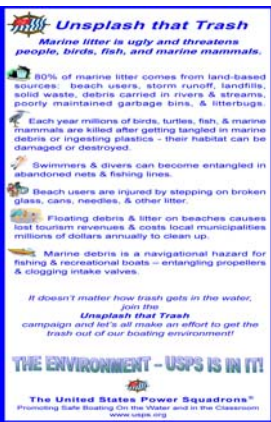 Unsplash that Trash
Marine litter is ugly and threatens
people, birds, fish, and marine mammals.
80% of marine litter comes from land-based
sources: beach users, storm runoff, landfills,
solid waste, debris carried in rivers & streams,
poorly maintained garbage bins, & litterbugs.
Each year millions of birds, turtles, fish, & marine
mammals are killed after getting tangled in marine
debris or ingesting plastics - their habitat can be
damaged or destroyed.
Swimmers & divers can become entangled in
abandoned nets & fishing lines.
Beach users are injured by stepping on broken
glass, cans, needles, & other litter.
Floating debris & litter on beaches causes
lost tourism revenues & costs local municipalities
millions of dollars annually to clean up.
Marine debris is a navigational hazard for
fishing & recreational boats – entangling propellers
& clogging intake valves.
It doesn't matter how trash gets in the water,
join the
Unsplash that Trash
campaign and let's all make an effort to get the
trash out of our boating environment!
THE ENVIRONMENT – USPS IS IN IT!
The United States Power Squadrons®
Promoting Safe Boating On the Water and in the Classroom
www.usps.org